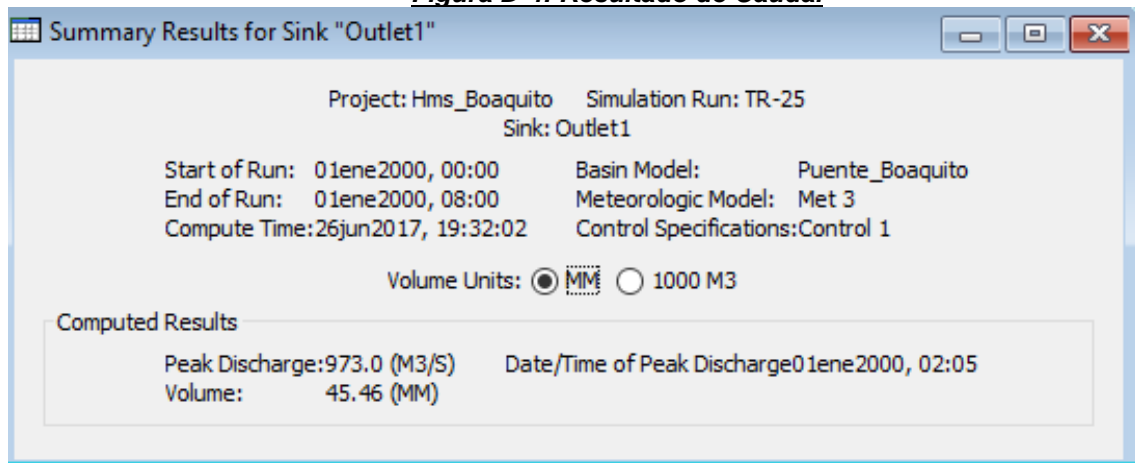 Summary Results for Sink "Outlet1"
Project: Hms_Boaquito Simulation Run: TR-25
Sink: Outlet1
Start of Run: 01ene2000, 00:00 Basin Model: Puente_Boaquito
End of Run: 01ene2000, 08:00 Meteorologic Model: Met 3
Compute Time:26jun2017, 19:32:02 Control Specifications:Control 1
Volume Units: MM 1000 M3
Computed Results
Peak Discharge:973.0 (M3/S) Date/Time of Peak Discharge01ene2000, 02:05
Volume: 45.46 (MM)